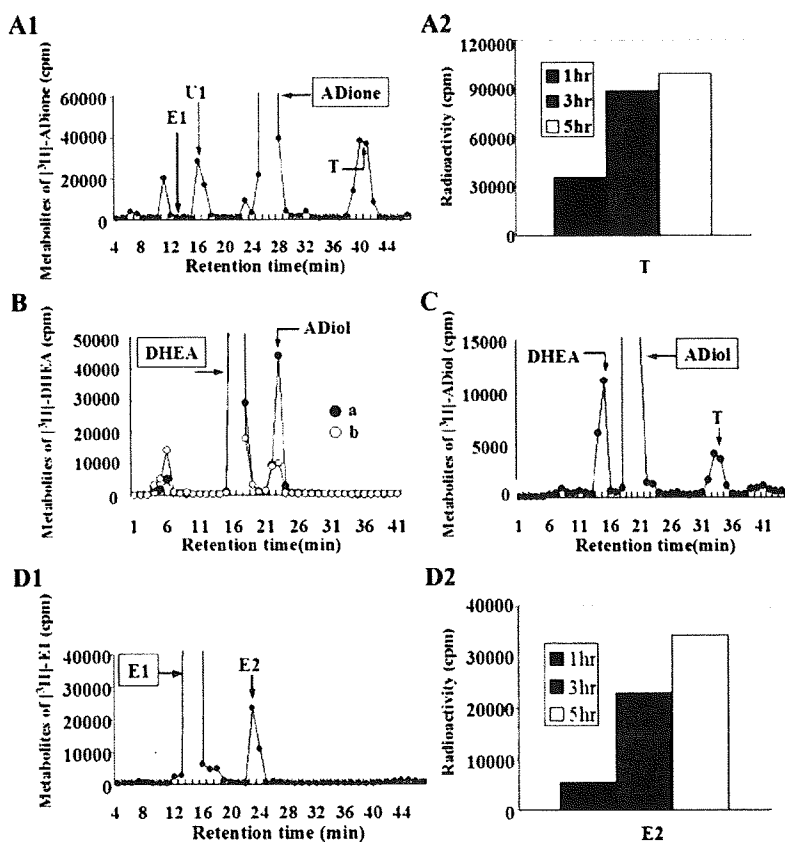 A1
Metabolites of [³H]-ADione (cpm)
60000
40000
20000
0
E1
U1
ADione
T
4 8 12 16 20 24 28 32 36 40 44
Retention time(min)
A2
Radioactivity (cpm)
120000
90000
60000
30000
0
1hr
3hr
5hr
T
B
Metabolites of [³H]-DHEA (cpm)
50000
40000
30000
20000
10000
0
DHEA
ADiol
a
b
1 6 11 16 21 26 31 36 41
Retention time(min)
C
Metabolites of [³H]-ADiol (cpm)
15000
10000
5000
0
DHEA
ADiol
T
1 6 11 16 21 26 31 36 41
Retention time(min)
D1
Metabolites of [³H]-E1 (cpm)
40000
30000
20000
10000
0
E1
E2
4 8 12 16 20 24 28 32 36 40 44
Retention time (min)
D2
Radioactivity (cpm)
40000
30000
20000
10000
0
1hr
3hr
5hr
E2